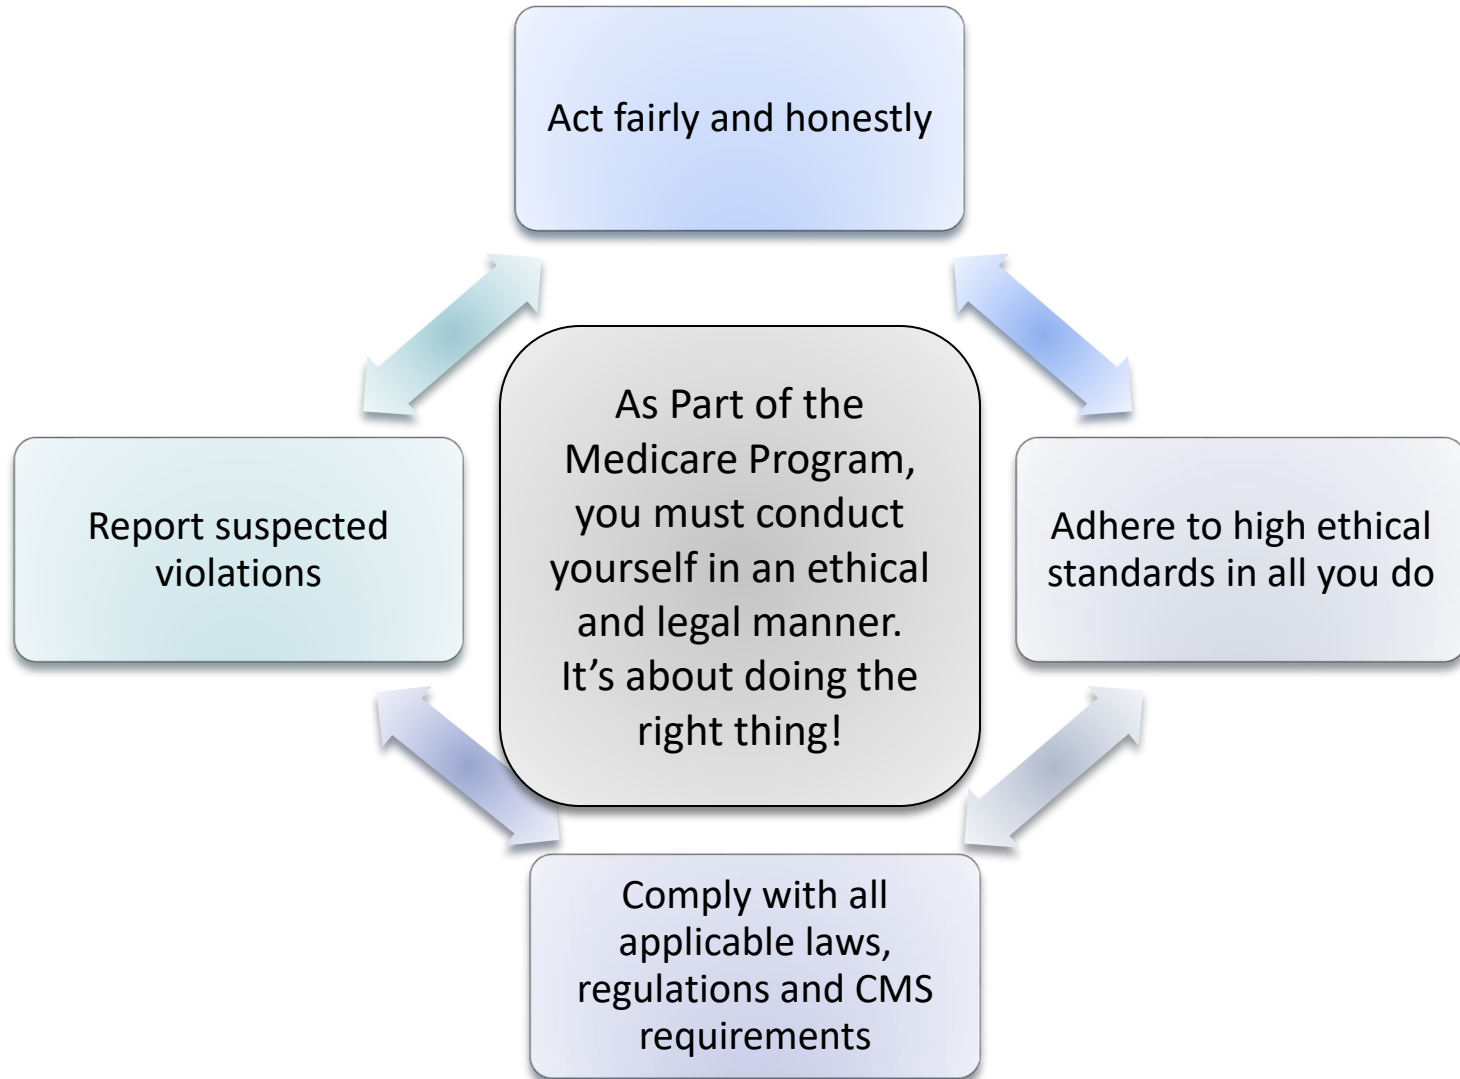 Act fairly and honestly
As Part of the
Medicare Program,
you must conduct
yourself in an ethical
and legal manner.
It’s about doing the
right thing!
Report suspected
violations
Adhere to high ethical
standards in all you do
Comply with all
applicable laws,
regulations and CMS
requirements